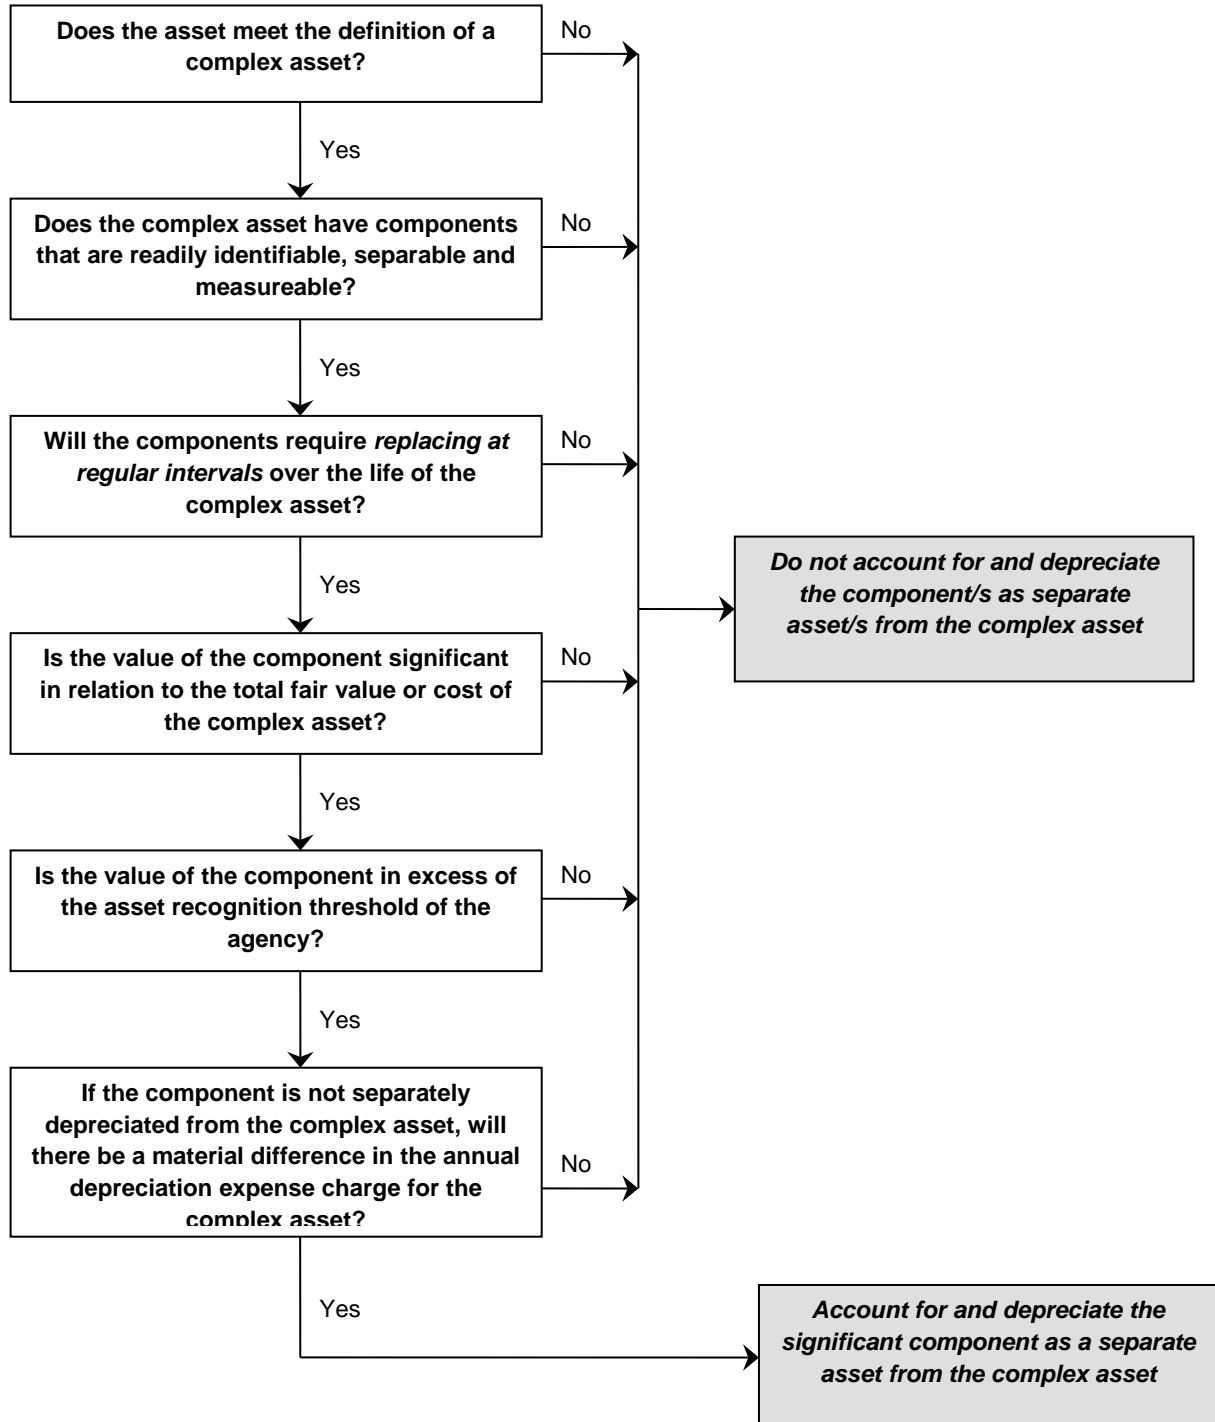 Does the asset meet the definition of a
complex asset?
No
Yes
Does the complex asset have components
that are readily identifiable, separable and
measureable?
No
Yes
Will the components require replacing at
regular intervals over the life of the
complex asset?
No
Yes
Do not account for and depreciate
the component/s as separate
asset/s from the complex asset
Is the value of the component significant
in relation to the total fair value or cost of
the complex asset?
No
Yes
Is the value of the component in excess of
the asset recognition threshold of the
agency?
No
Yes
If the component is not separately
depreciated from the complex asset, will
there be a material difference in the annual
depreciation expense charge for the
complex asset?
No
Yes
Account for and depreciate the
significant component as a separate
asset from the complex asset